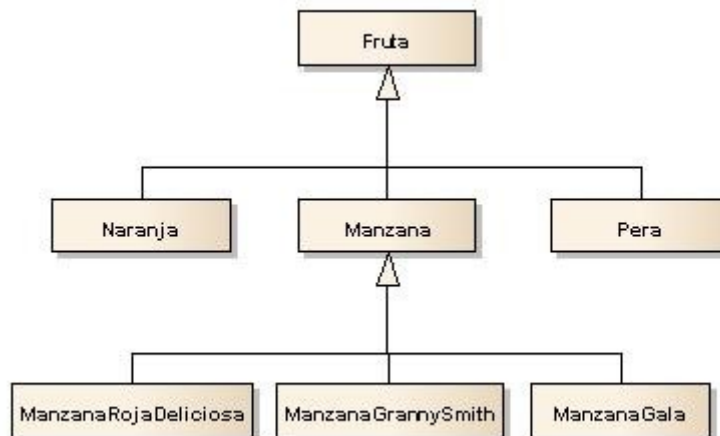 Fruta
Naranja
Manzana
Pera
ManzanaRojaDeliciosa
ManzanaGrannySmith
ManzanaGala